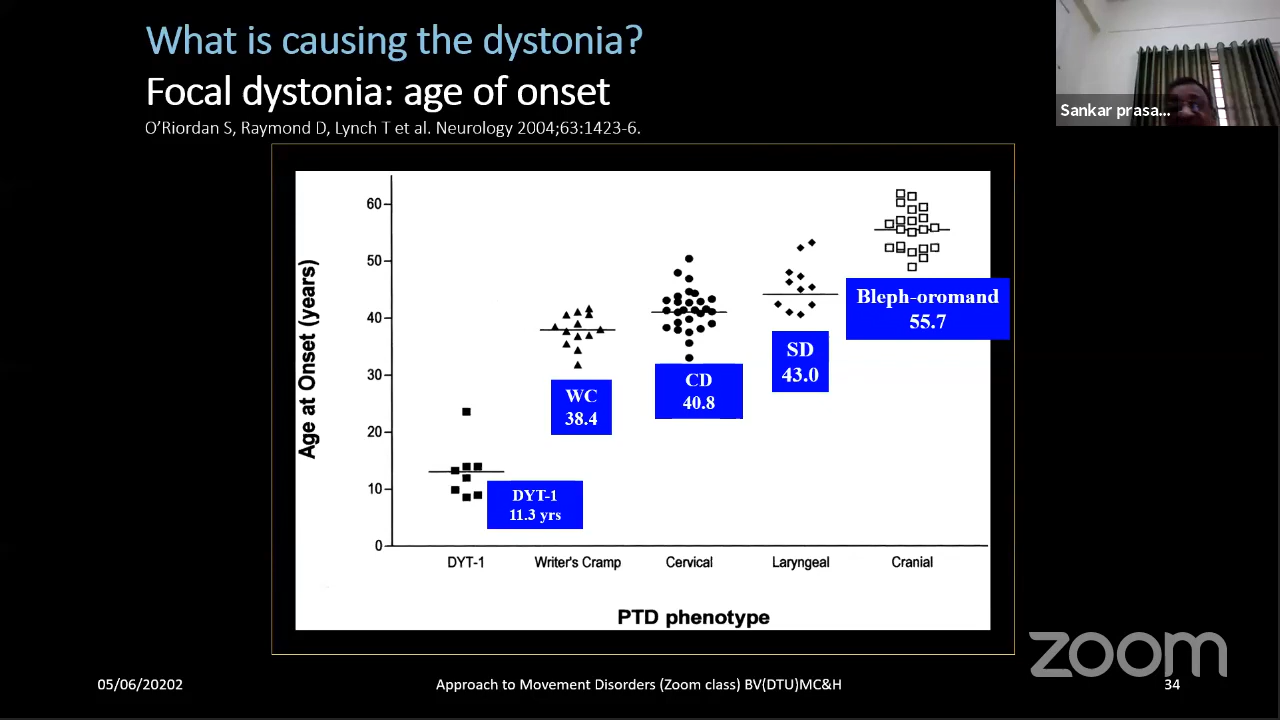 What is causing the dystonia?
Focal dystonia: age of onset
O'Riordan S, Raymond D, Lynch T et al. Neurology 2004;63:1423-6.
Sankar prasa...
Age at Onset (years)
60
50
40
30
20
10
0
Bleph-oromand
55.7
SD
43.0
CD
40.8
WC
38.4
DYT-1
11.3 yrs
DYT-1
Writer's Cramp
Cervical
Laryngeal
Cranial
PTD phenotype
zoom
05/06/20202
Approach to Movement Disorders (Zoom class) BV(DTU)MC&H
34